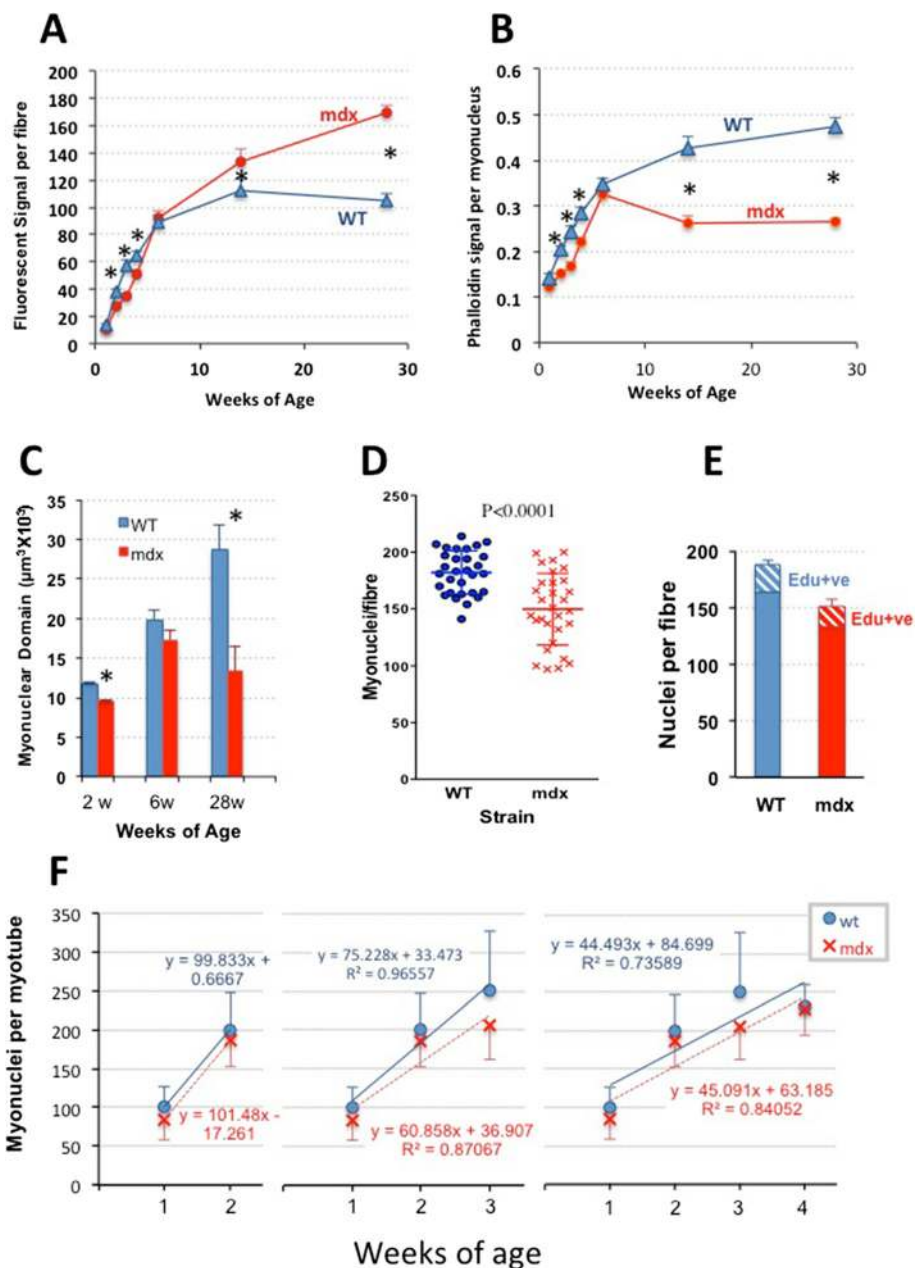 A
B
Fluorescent Signal per fibre
200
180
160
140
120
100
80
60
40
20
0
mdx
WT
*
*
*
*
*
0
10
20
30
Weeks of Age
Phalloidin signal per myonucleus
0.6
0.5
0.4
0.3
0.2
0.1
0
WT
mdx
*
*
*
*
*
0
10
20
30
Weeks of Age
C
D
E
Myonuclear Domain (µm³X10³)
35
30
25
20
15
10
5
0
WT
mdx
*
*
2 w
6w
28w
Weeks of Age
Myonuclei/fibre
250
200
150
100
50
0
P<0.0001
WT
mdx
Strain
Nuclei per fibre
200
150
100
50
0
Edu+ve
Edu+ve
WT
mdx
F
Myonuclei per myotube
350
300
250
200
150
100
50
0
y = 99.833x +
0.6667
y = 101.48x -
17.261
1
2
y = 75.228x + 33.473
R² = 0.96557
y = 60.858x + 36.907
R² = 0.87067
1
2
3
y = 44.493x + 84.699
R² = 0.73589
y = 45.091x + 63.185
R² = 0.84052
1
2
3
4
wt
mdx
Weeks of age